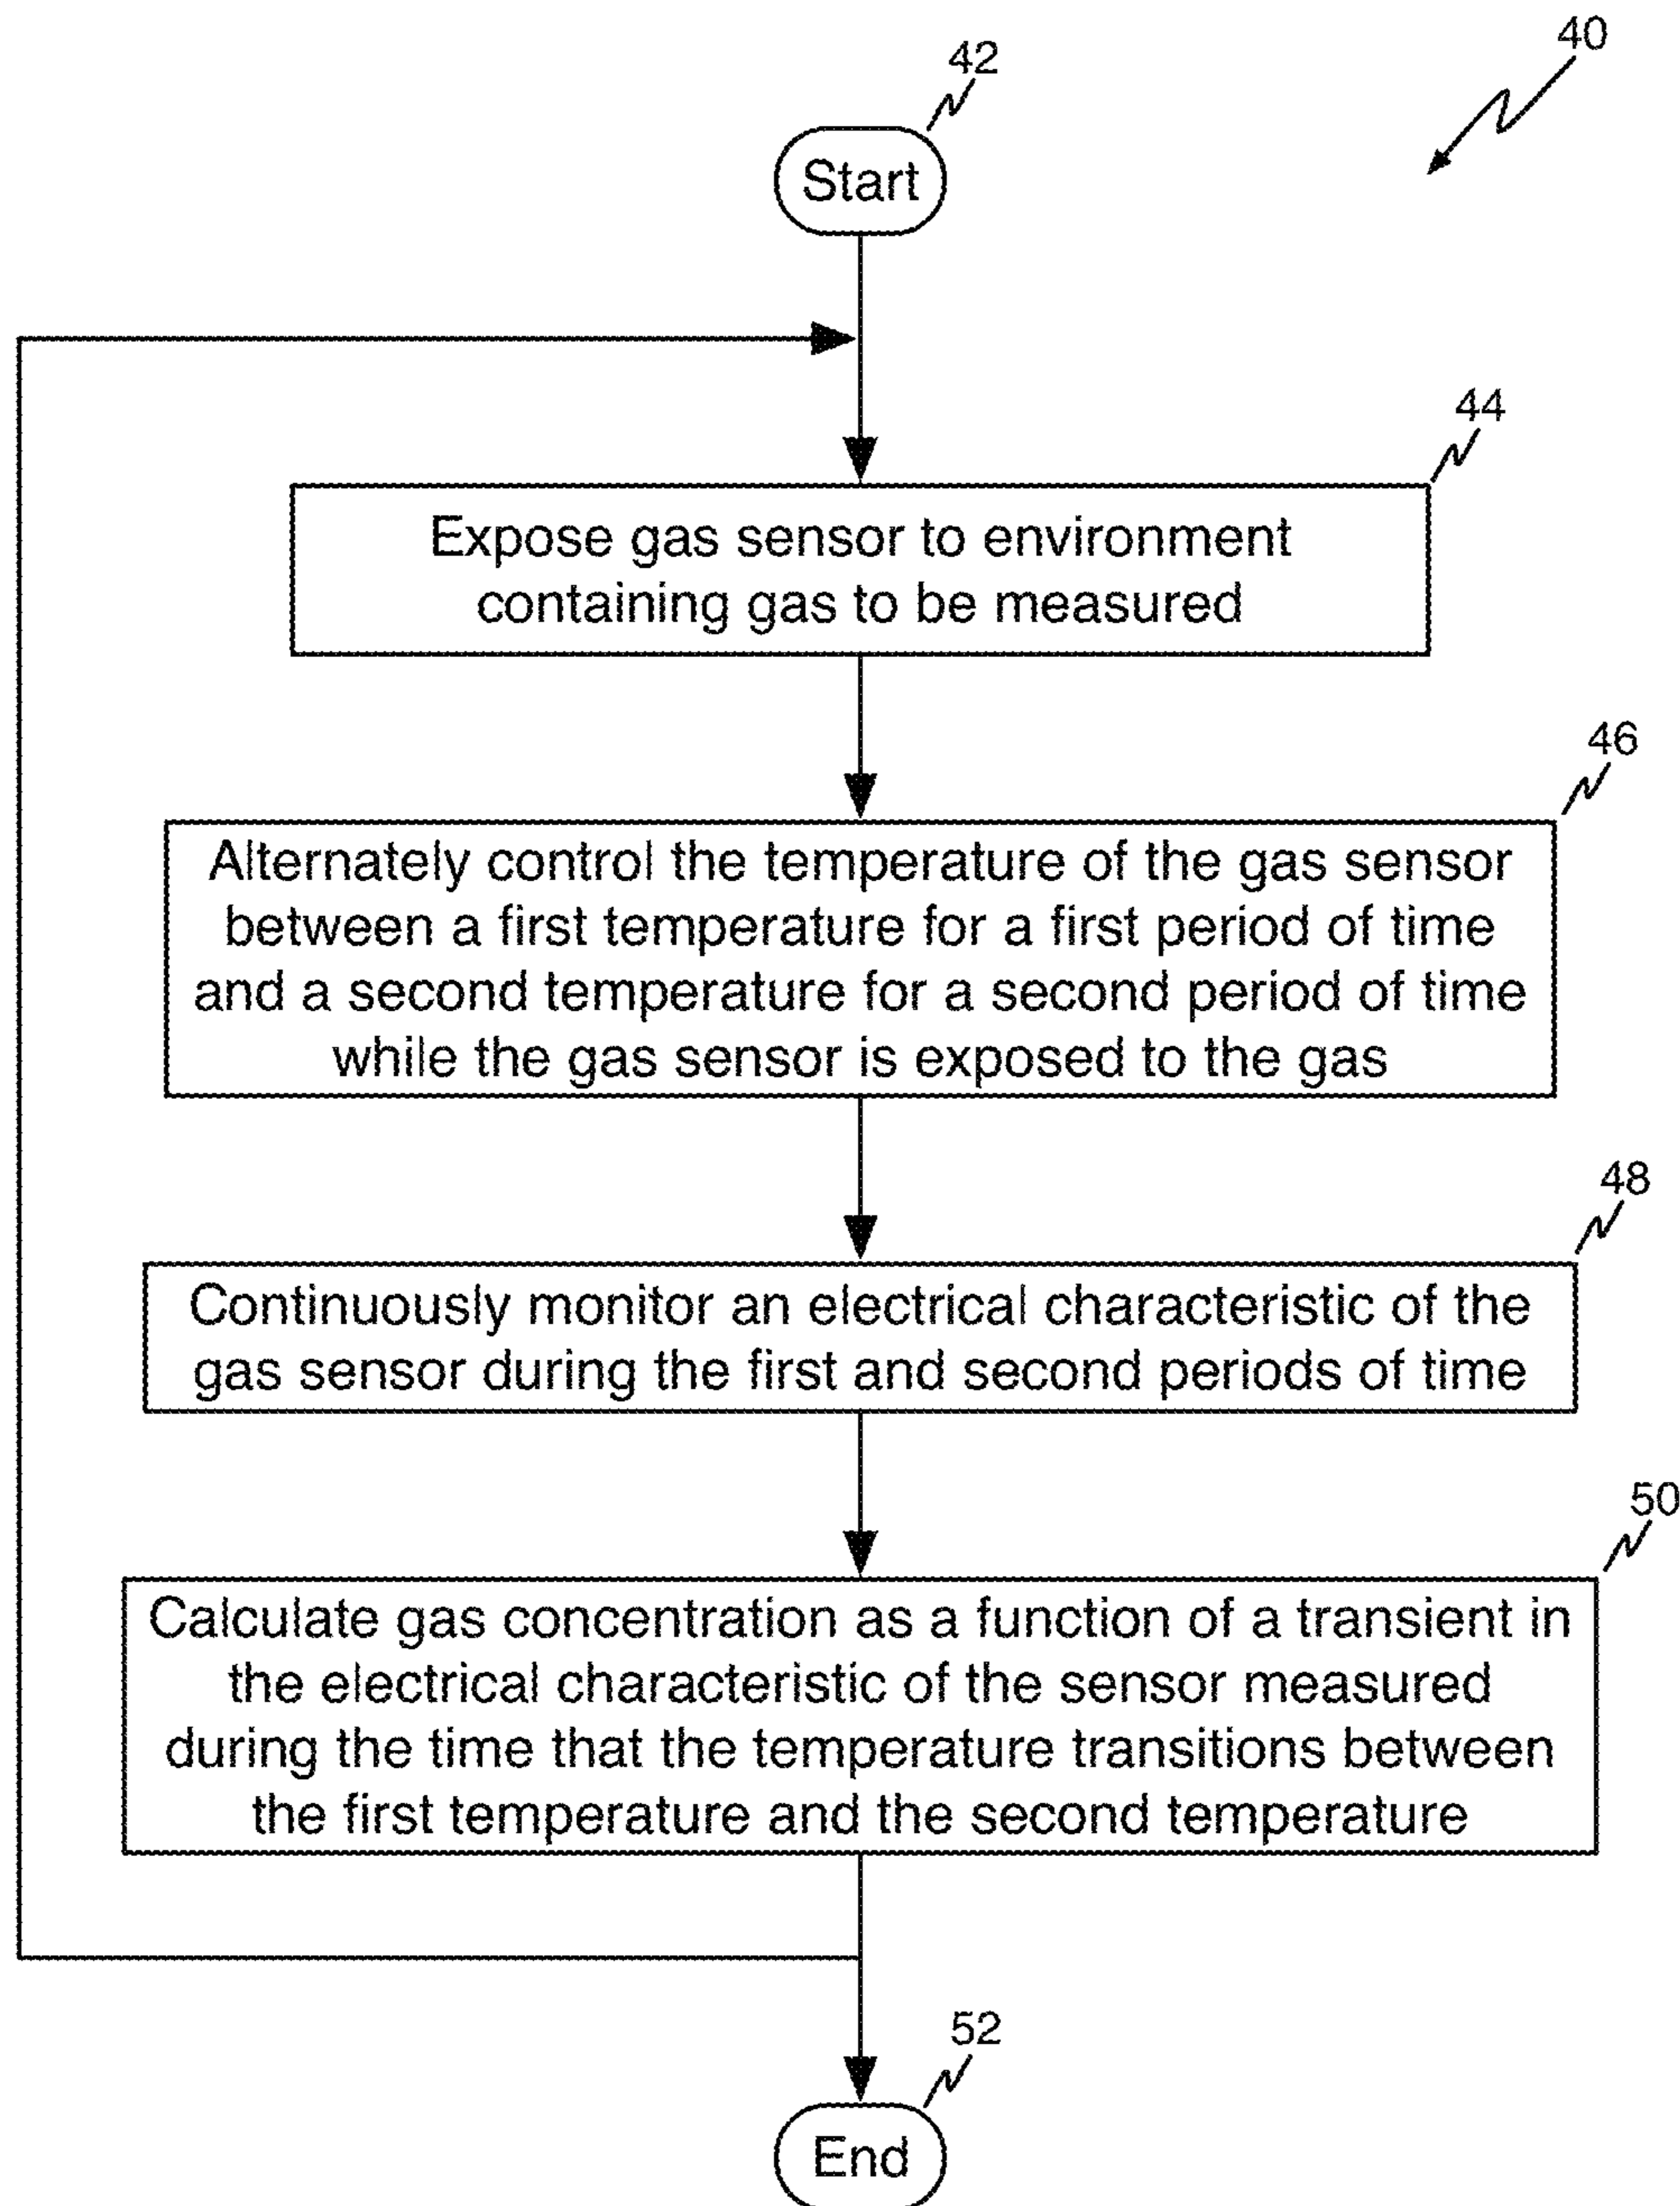 40
42
Start
44
Expose gas sensor to environment
containing gas to be measured
46
Alternately control the temperature of the gas sensor
between a first temperature for a first period of time
and a second temperature for a second period of time
while the gas sensor is exposed to the gas
48
Continuously monitor an electrical characteristic of the
gas sensor during the first and second periods of time
50
Calculate gas concentration as a function of a transient in
the electrical characteristic of the sensor measured
during the time that the temperature transitions between
the first temperature and the second temperature
52
End